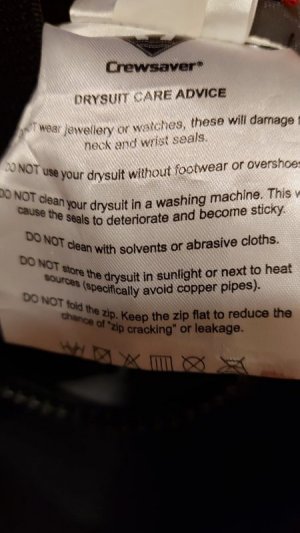 Crewsaver®
DRYSUIT CARE ADVICE
wear jewellery or watches, these will damage
neck and wrist seals.
DO NOT use your drysuit without footwear or overshoes
DO NOT clean your drysuit in a washing machine. This
cause the seals to deteriorate and become sticky.
DO NOT clean with solvents or abrasive cloths.
DO NOT store the drysuit in sunlight or next to heat
sources (specifically avoid copper pipes).
DO NOT fold the zip. Keep the zip flat to reduce the
chance of "zip cracking" or leakage.